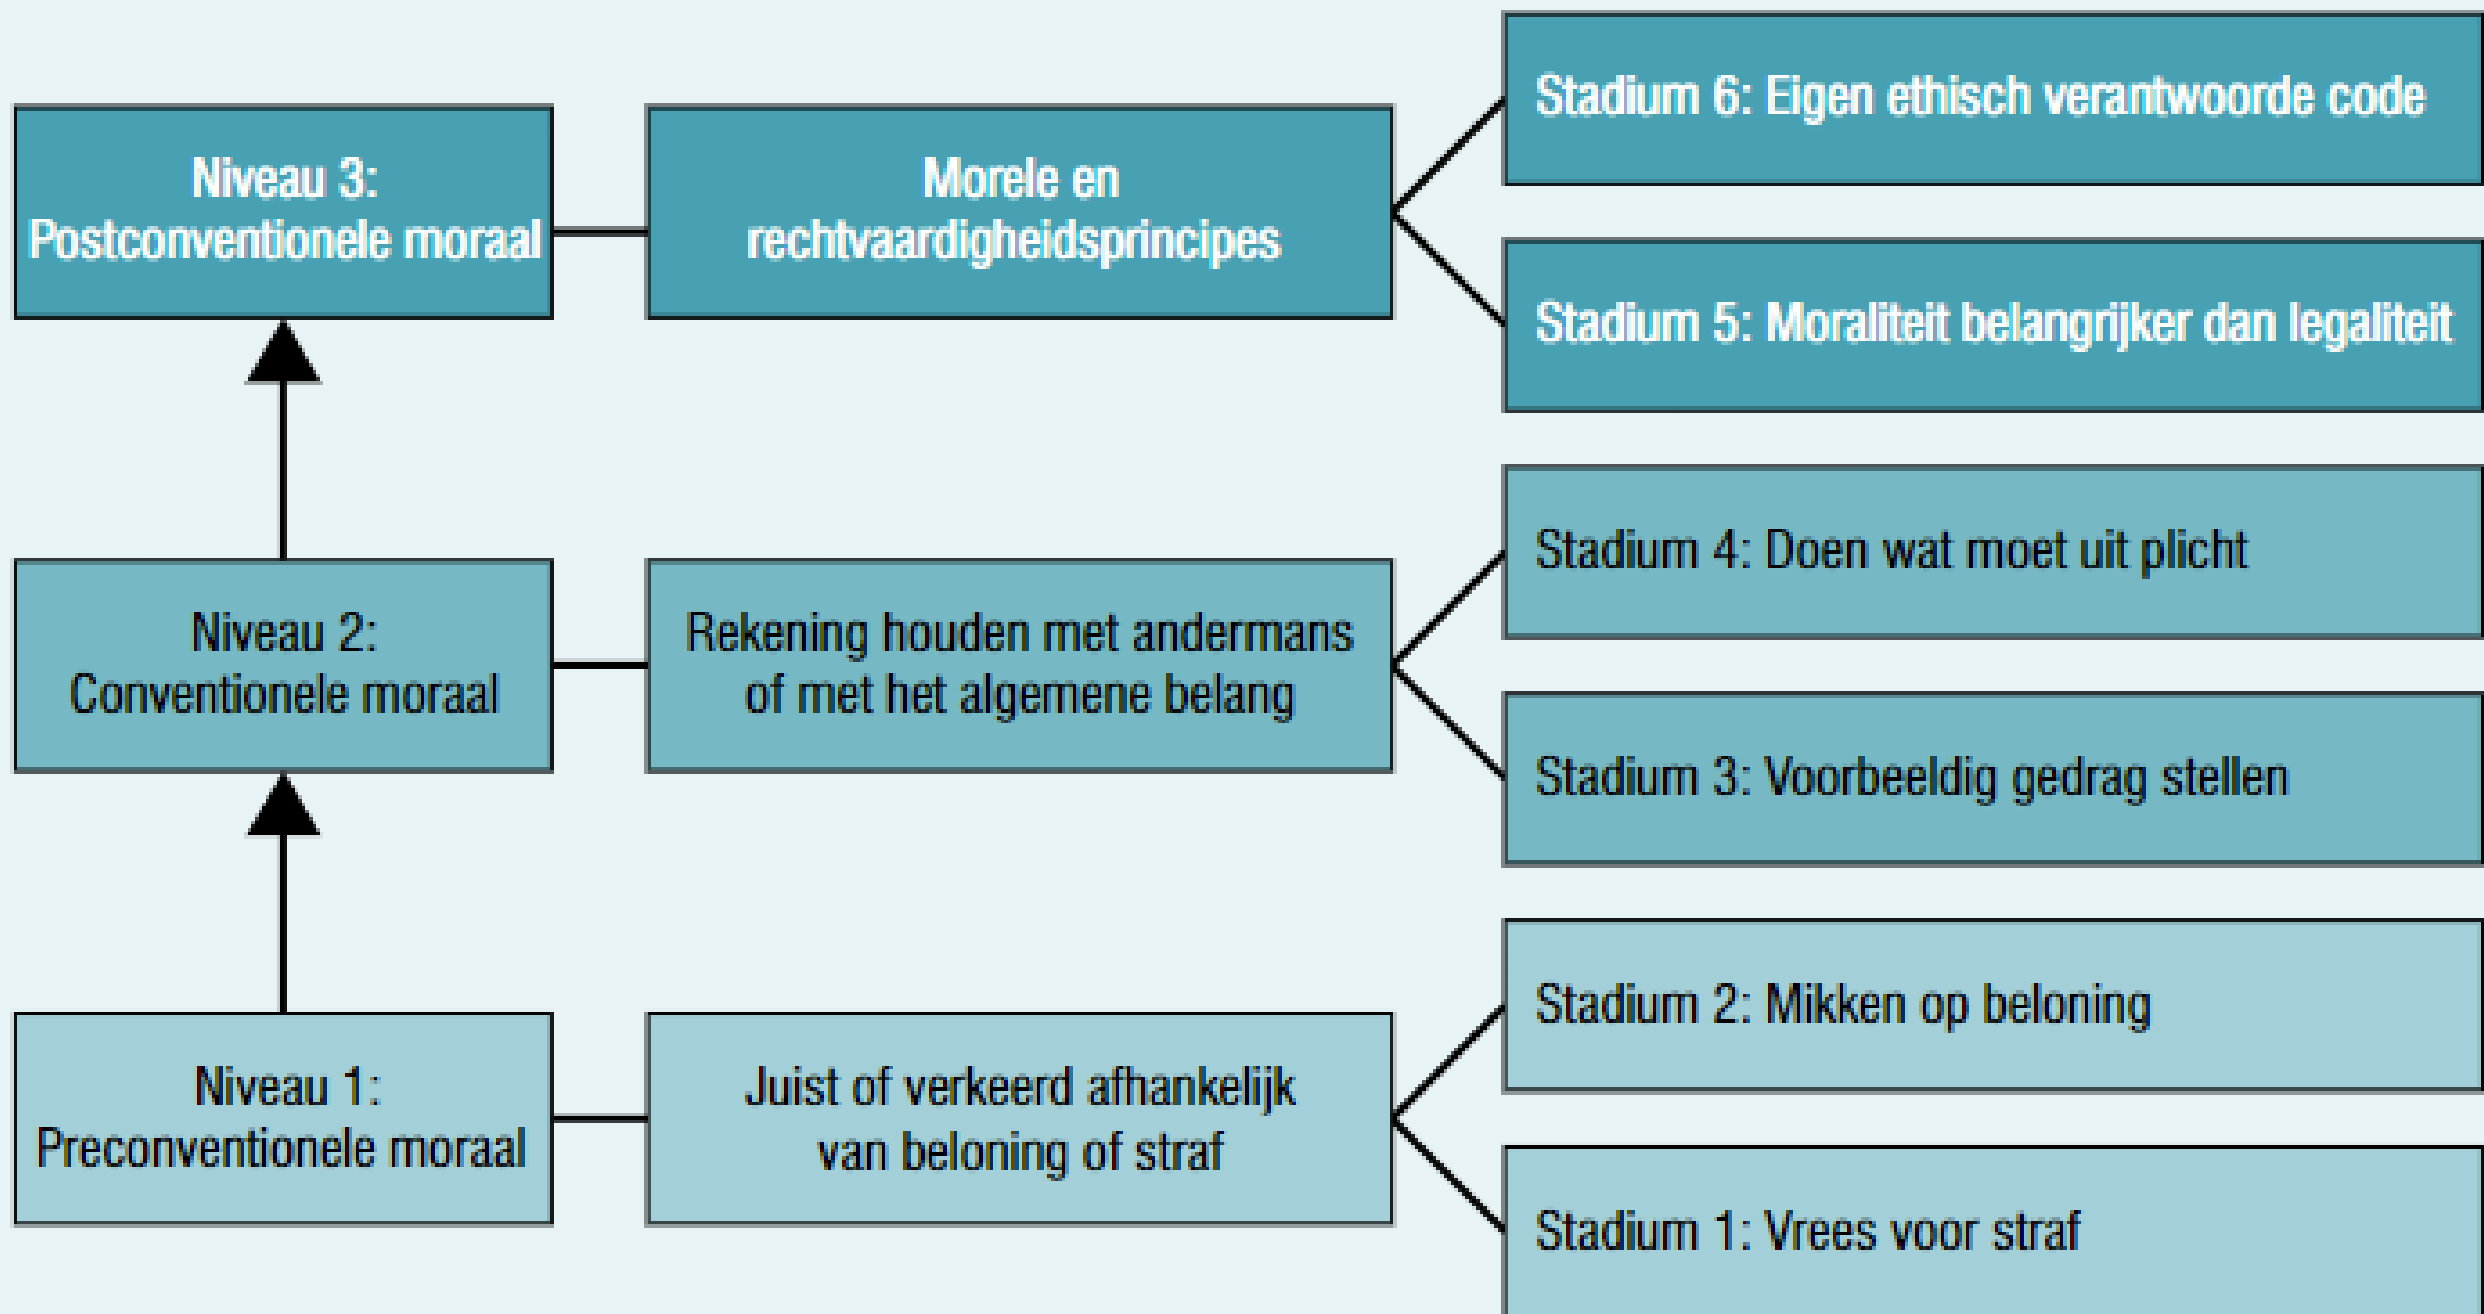 Niveau 3:
Postconventionele moraal
Morele en
rechtvaardigheidsprincipes
Stadium 6: Eigen ethisch verantwoorde code
Stadium 5: Moraliteit belangrijker dan legaliteit
Niveau 2:
Conventionele moraal
Rekening houden met andermans
of met het algemene belang
Stadium 4: Doen wat moet uit plicht
Stadium 3: Voorbeeldig gedrag stellen
Niveau 1:
Preconventionele moraal
Juist of verkeerd afhankelijk
van beloning of straf
Stadium 2: Mikken op beloning
Stadium 1: Vrees voor straf